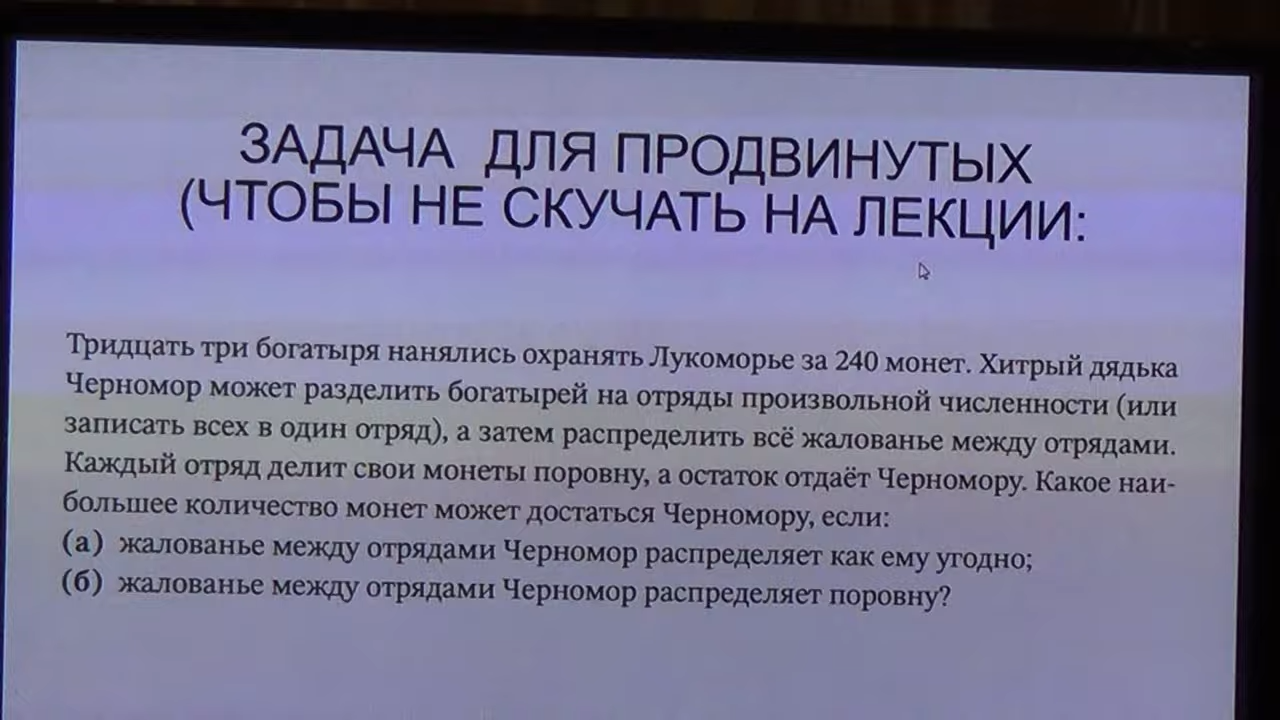 ЗАДАЧА ДЛЯ ПРОДВИНУТЫХ
(ЧТОБЫ НЕ СКУЧАТЬ НА ЛЕКЦИИ:
Тридцать три богатыря нанялись охранять Лукоморье за 240 монет. Хитрый дядька
Черномор может разделить богатырей на отряды произвольной численности (или
записать всех в один отряд), а затем распределить всё жалованье между отрядами.
Каждый отряд делит свои монеты поровну, а остаток отдаёт Черномору. Какое наи-
большее количество монет может достаться Черномору, если:
(а) жалованье между отрядами Черномор распределяет как ему угодно;
(б) жалованье между отрядами Черномор распределяет поровну?